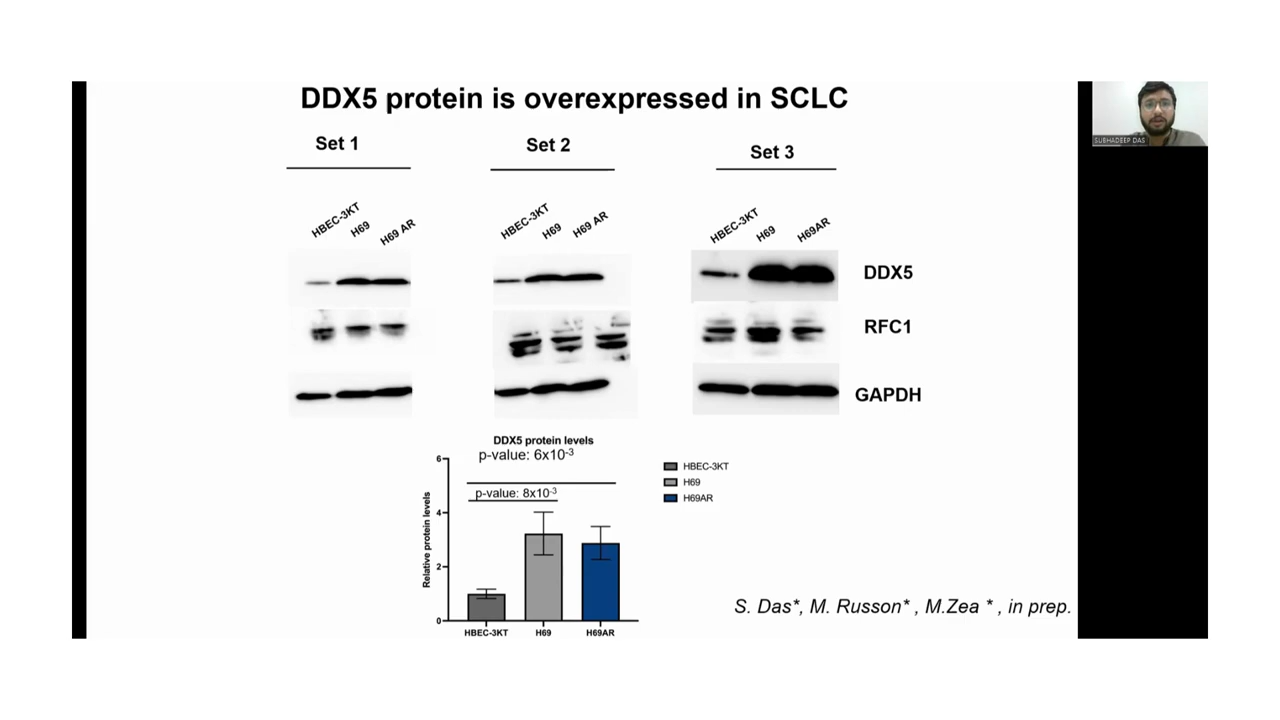 DDX5 protein is overexpressed in SCLC
SUBHADEEP DAS
Set 1
Set 2
Set 3
HBEC-3KT
H69
H69 AR
HBEC-3KT
H69
H69 AR
HBEC-3KT
H69
H69AR
DDX5
RFC1
GAPDH
DDX5 protein levels
p-value: 6x10-3
p-value: 8x10-3
Relative protein levels
6
4
2
0
HBEC-3KT
H69
H69AR
HBEC-3KT
H69
H69AR
S. Das*, M. Russon* , M.Zea * , in prep.